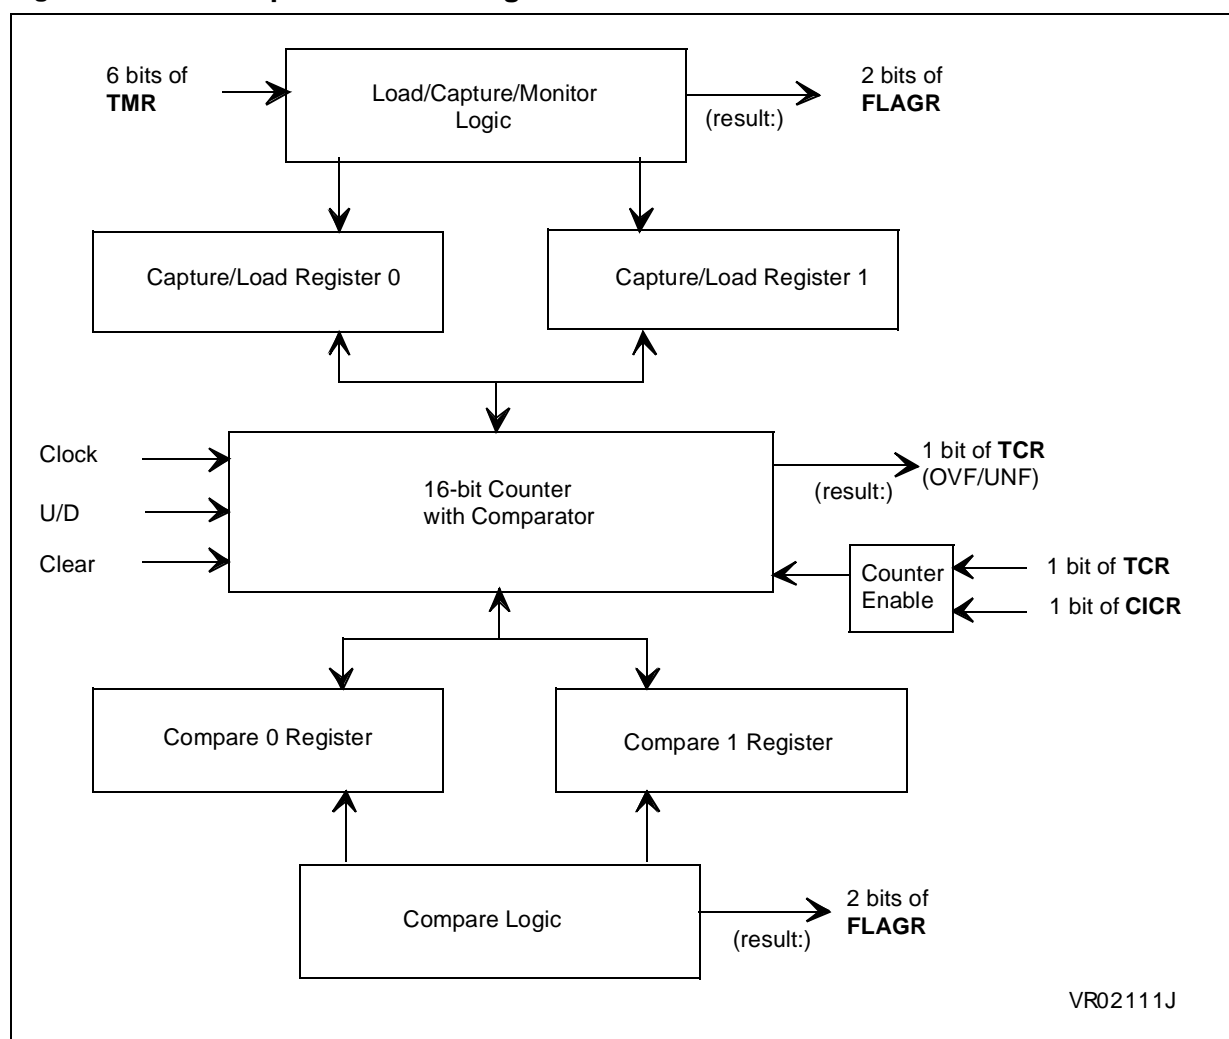 6 bits of
TMR
Load/Capture/Monitor
Logic
(result:)
2 bits of
FLAGR
Capture/Load Register 0
Capture/Load Register 1
Clock
U/D
Clear
16-bit Counter
with Comparator
(result:)
1 bit of TCR
(OVF/UNF)
Counter
Enable
1 bit of TCR
1 bit of CICR
Compare 0 Register
Compare 1 Register
Compare Logic
(result:)
2 bits of
FLAGR
VR02111J